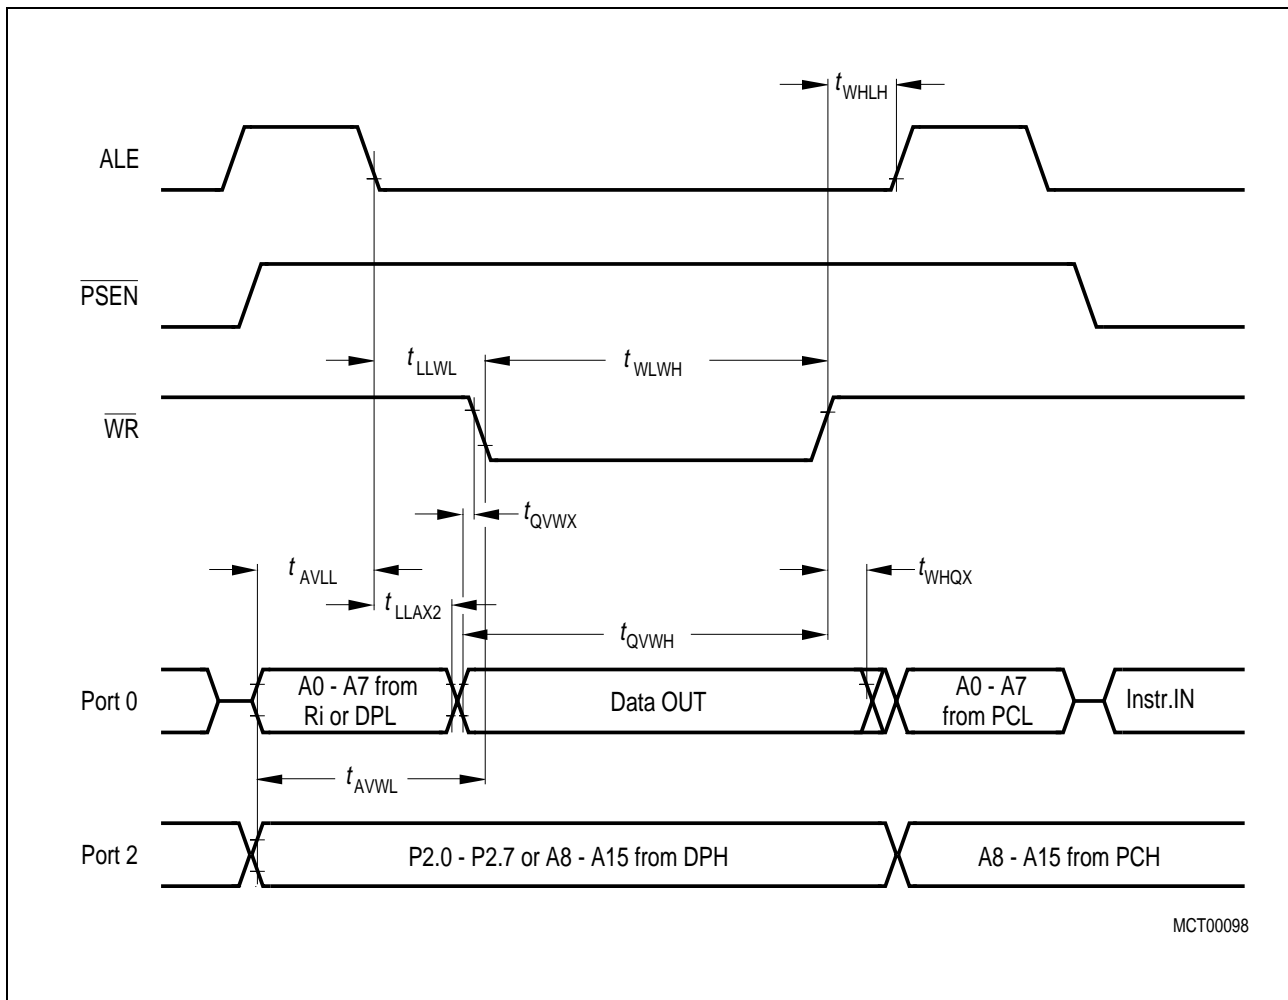 tWHLH
ALE
PSEN
tLLWL
tWLWH
WR
tQVWX
tAVLL
tWHQX
tLLAX2
tQVWH
Port 0
A0 - A7 from
Ri or DPL
Data OUT
A0 - A7
from PCL
Instr.IN
tAVWL
Port 2
P2.0 - P2.7 or A8 - A15 from DPH
A8 - A15 from PCH
MCT00098